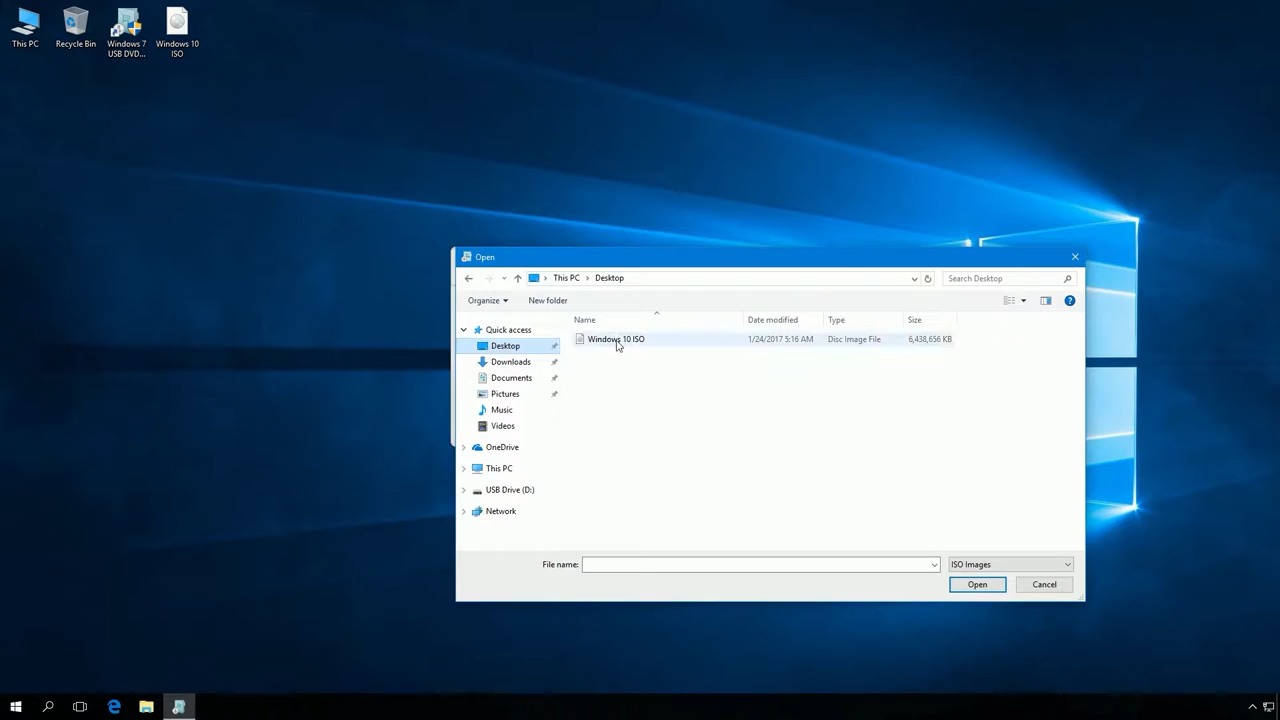 This PC
Recycle Bin
Windows 7
USB DVD...
Windows 10
ISO
Open
This PC
Desktop
Search Desktop
Organize
New folder
Name
Date modified
Type
Size
Quick access
Desktop
Downloads
Documents
Pictures
Music
Videos
OneDrive
This PC
USB Drive (D:)
Network
Windows 10 ISO 1/24/2017 5:16 AM Disc Image File 6,438,656 KB
File name:
ISO Images
Open
Cancel